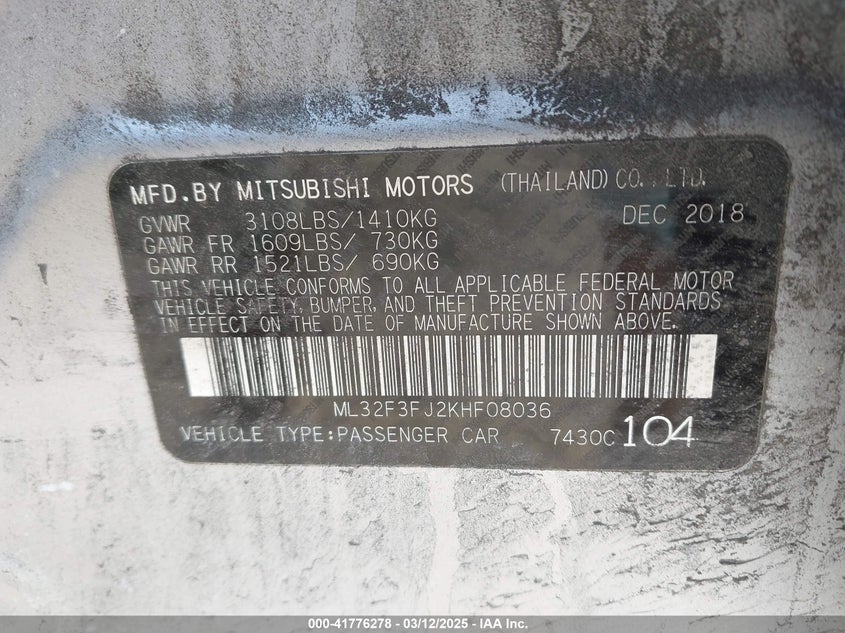 MFD.BY MITSUBISHI MOTORS (THAILAND) CO., LTD.
GVWR 3108LBS/1410KG DEC 2018
GAWR FR 1609LBS/ 730KG
GAWR RR 1521LBS/ 690KG
THIS VEHICLE CONFORMS TO ALL APPLICABLE FEDERAL MOTOR
VEHICLE SAFETY, BUMPER, AND THEFT PREVENTION STANDARDS
IN EFFECT ON THE DATE OF MANUFACTURE SHOWN ABOVE.
ML32F3FJ2KHF08036
VEHICLE TYPE:PASSENGER CAR 7430C 104
000-41776278 - 03/12/2025 - IAA Inc.